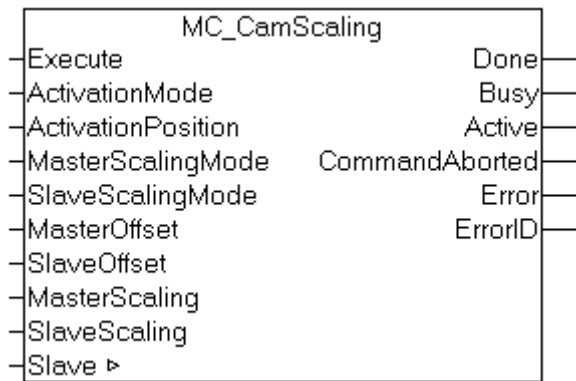 MC_CamScaling
Execute Done
ActivationMode Busy
ActivationPosition Active
MasterScalingMode CommandAborted
SlaveScalingMode Error
MasterOffset ErrorID
SlaveOffset
MasterScaling
SlaveScaling
Slave ▹